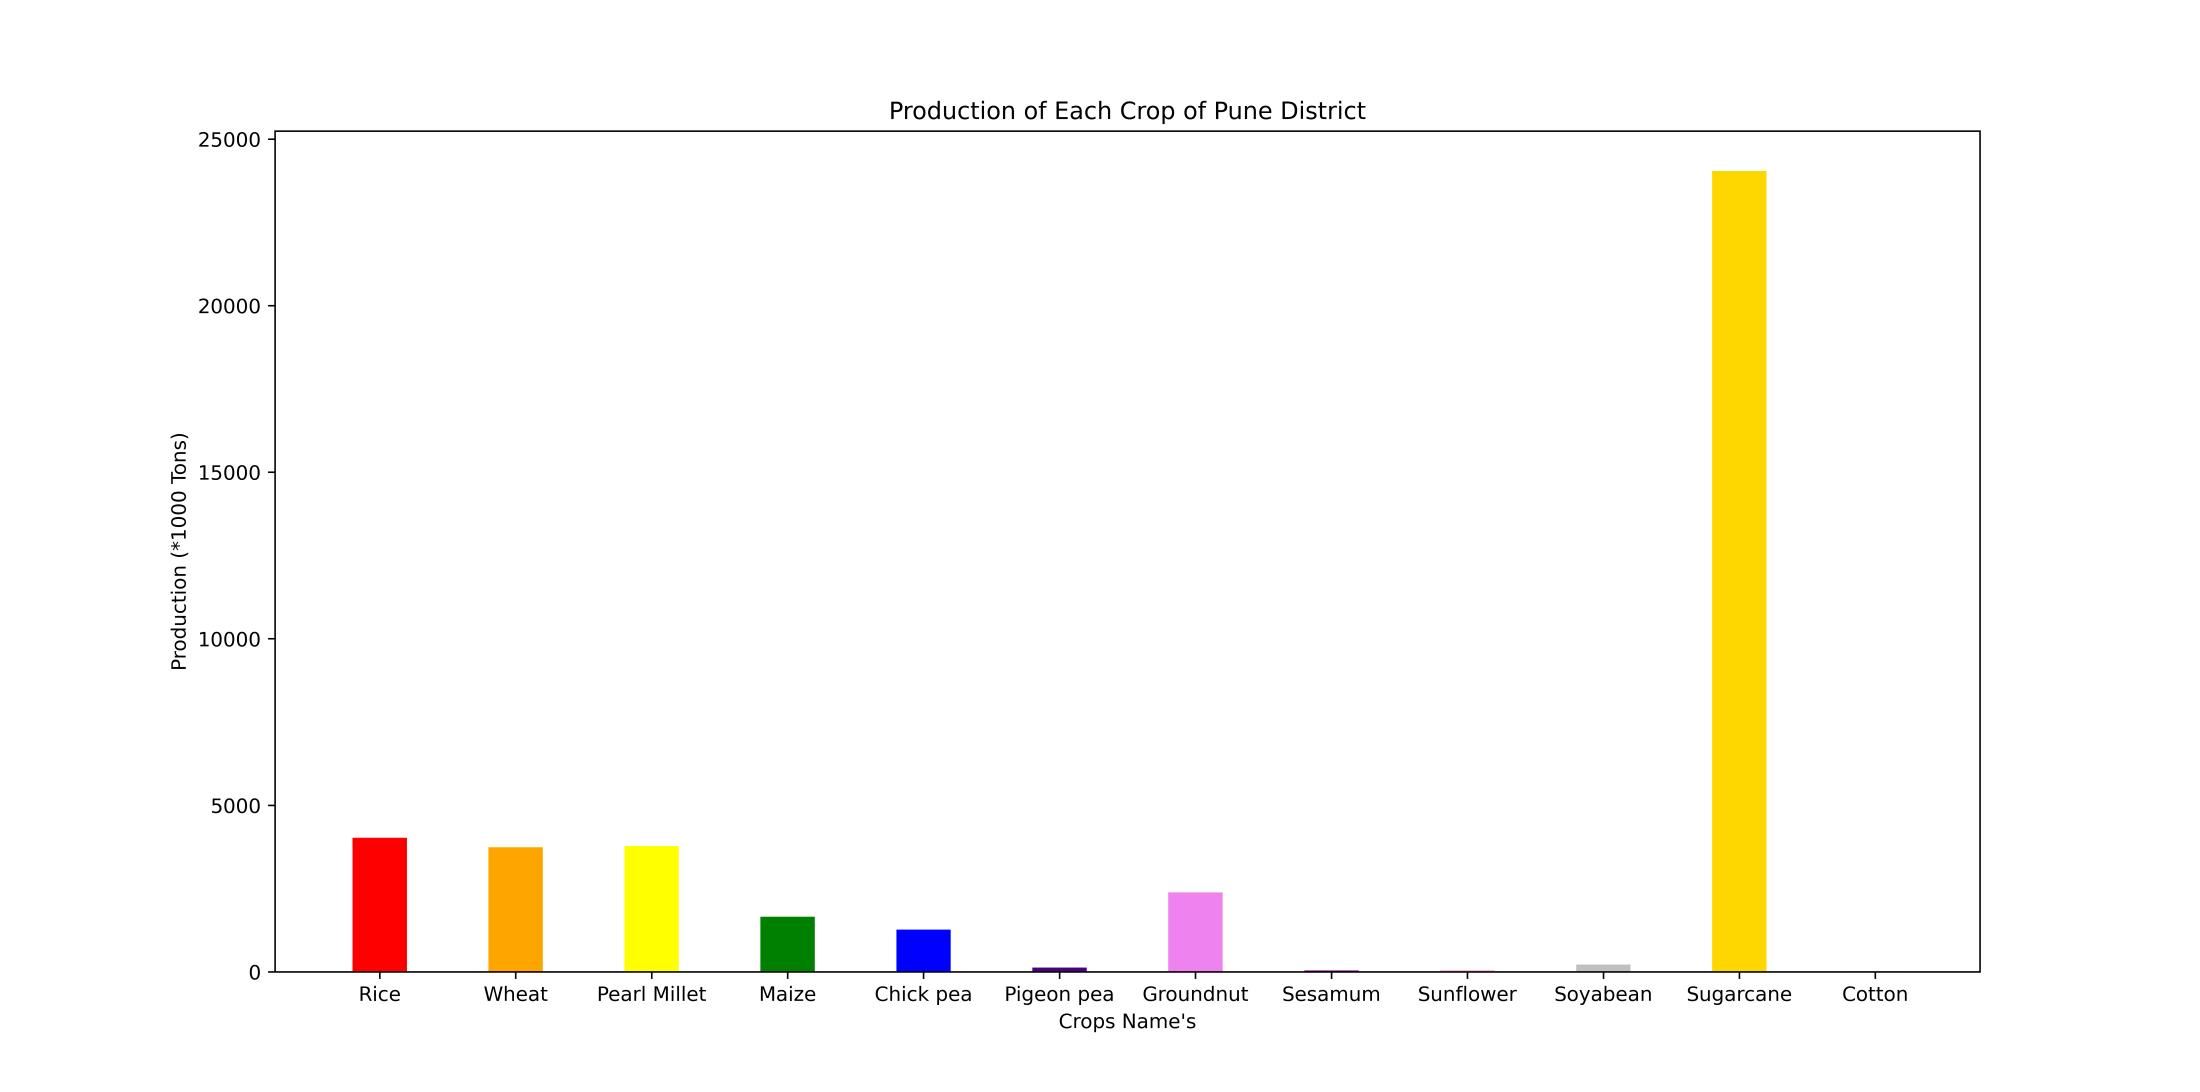 Production of Each Crop of Pune District
Production (*1000 Tons)
25000
20000
15000
10000
5000
0
Rice Wheat Pearl Millet Maize Chick pea Pigeon pea Groundnut Sesamum Sunflower Soyabean Sugarcane Cotton
Crops Name's